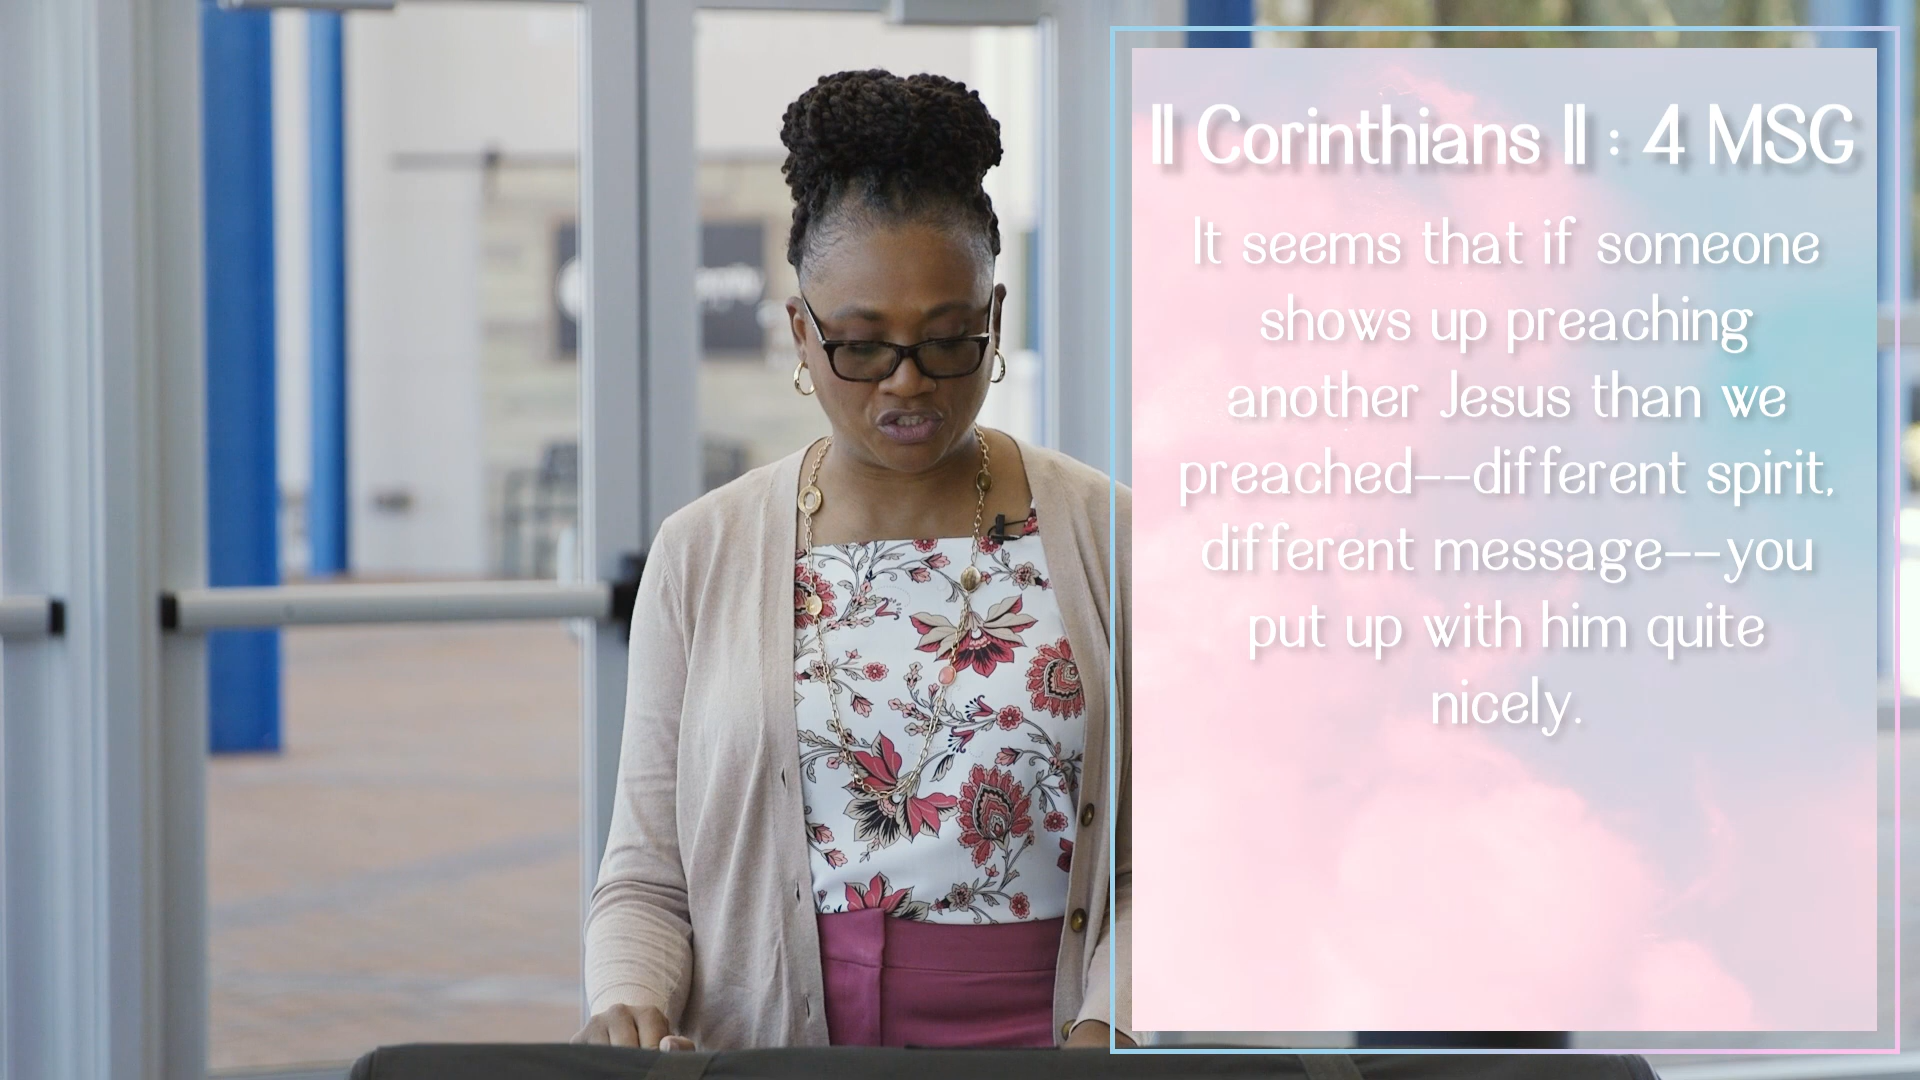 II Corinthians II : 4 MSG
It seems that if someone
shows up preaching
another Jesus than we
preached--different spirit,
different message--you
put up with him quite
nicely.